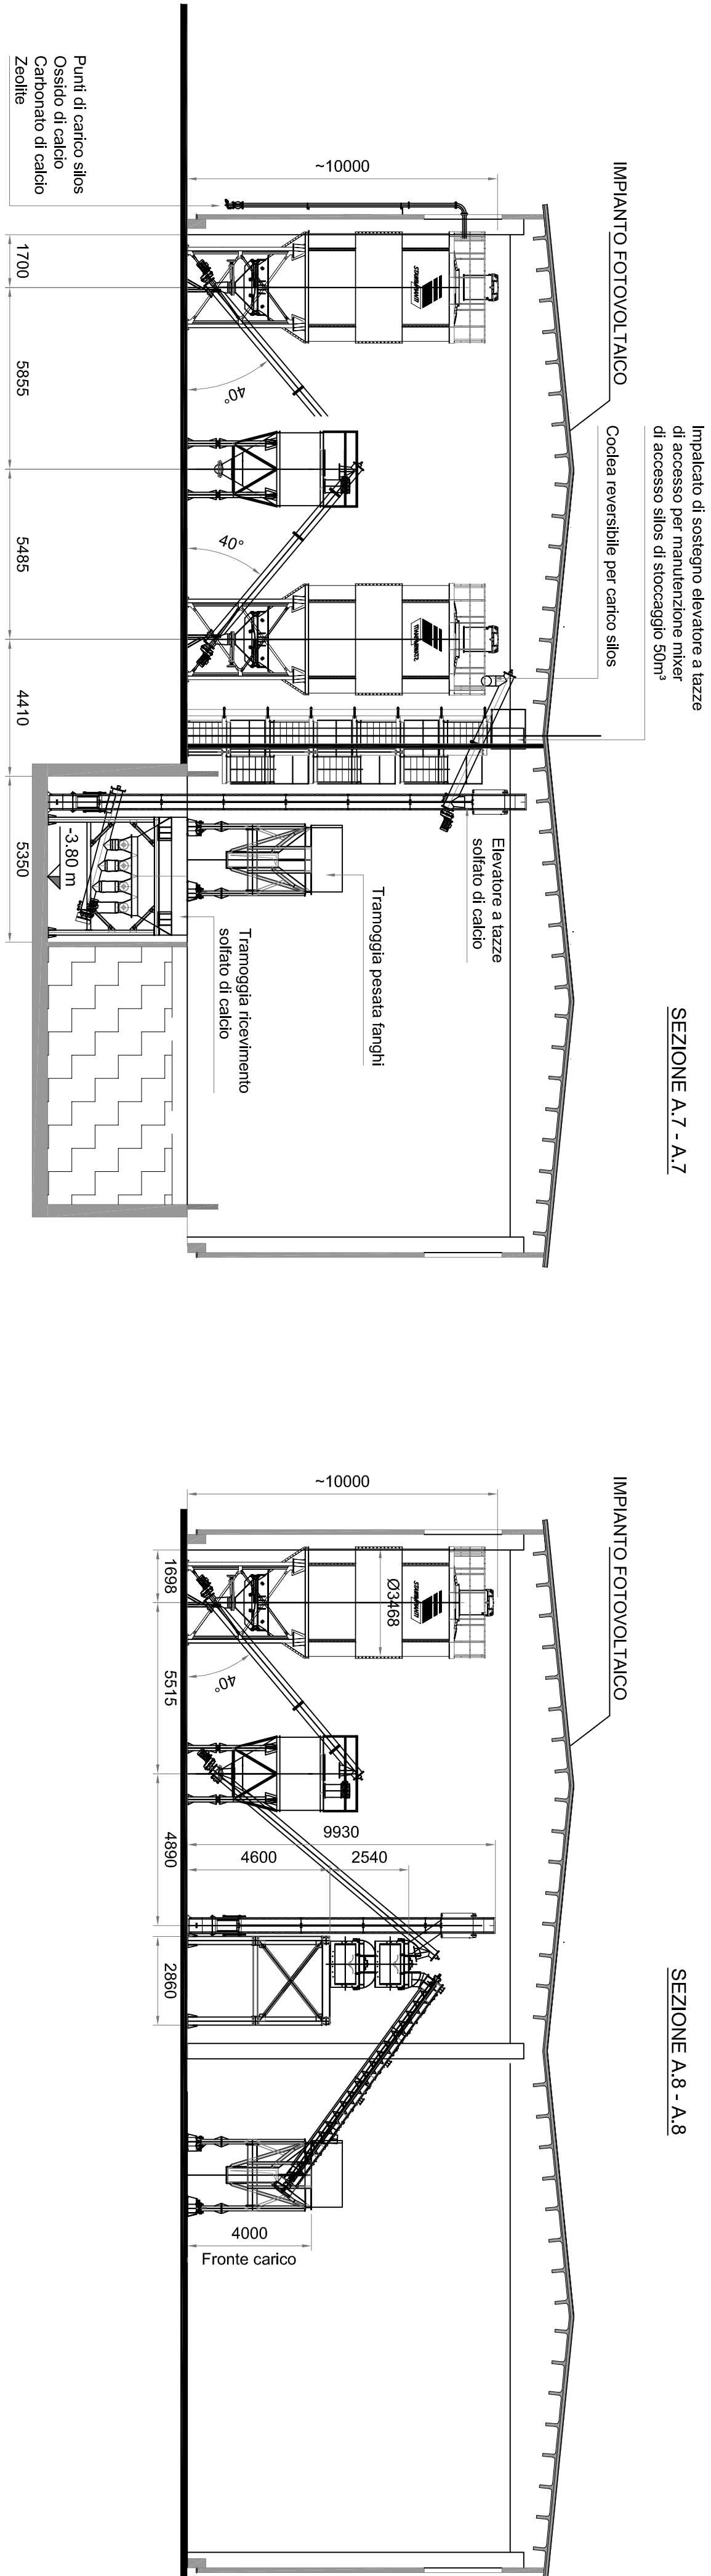 SEZIONE A.7 - A.7
IMPIANTO FOTOVOLTAICO
Impalcato di sostegno elevatore a tazze
di accesso per manutenzione mixer
di accesso silos di stoccaggio 50m³
Coclea reversibile per carico silos
Elevatore a tazze
solfato di calcio
Tramoggia pesata fanghi
Tramoggia ricevimento
solfato di calcio
~10000
40°
40°
-3.80 m
Punti di carico silos
Ossido di calcio
Carbonato di calcio
Zeolite
1700
5855
5485
4410
5350
SEZIONE A.8 - A.8
IMPIANTO FOTOVOLTAICO
~10000
Ø3468
40°
9930
4600
2540
4000
Fronte carico
1698
5515
4890
2860